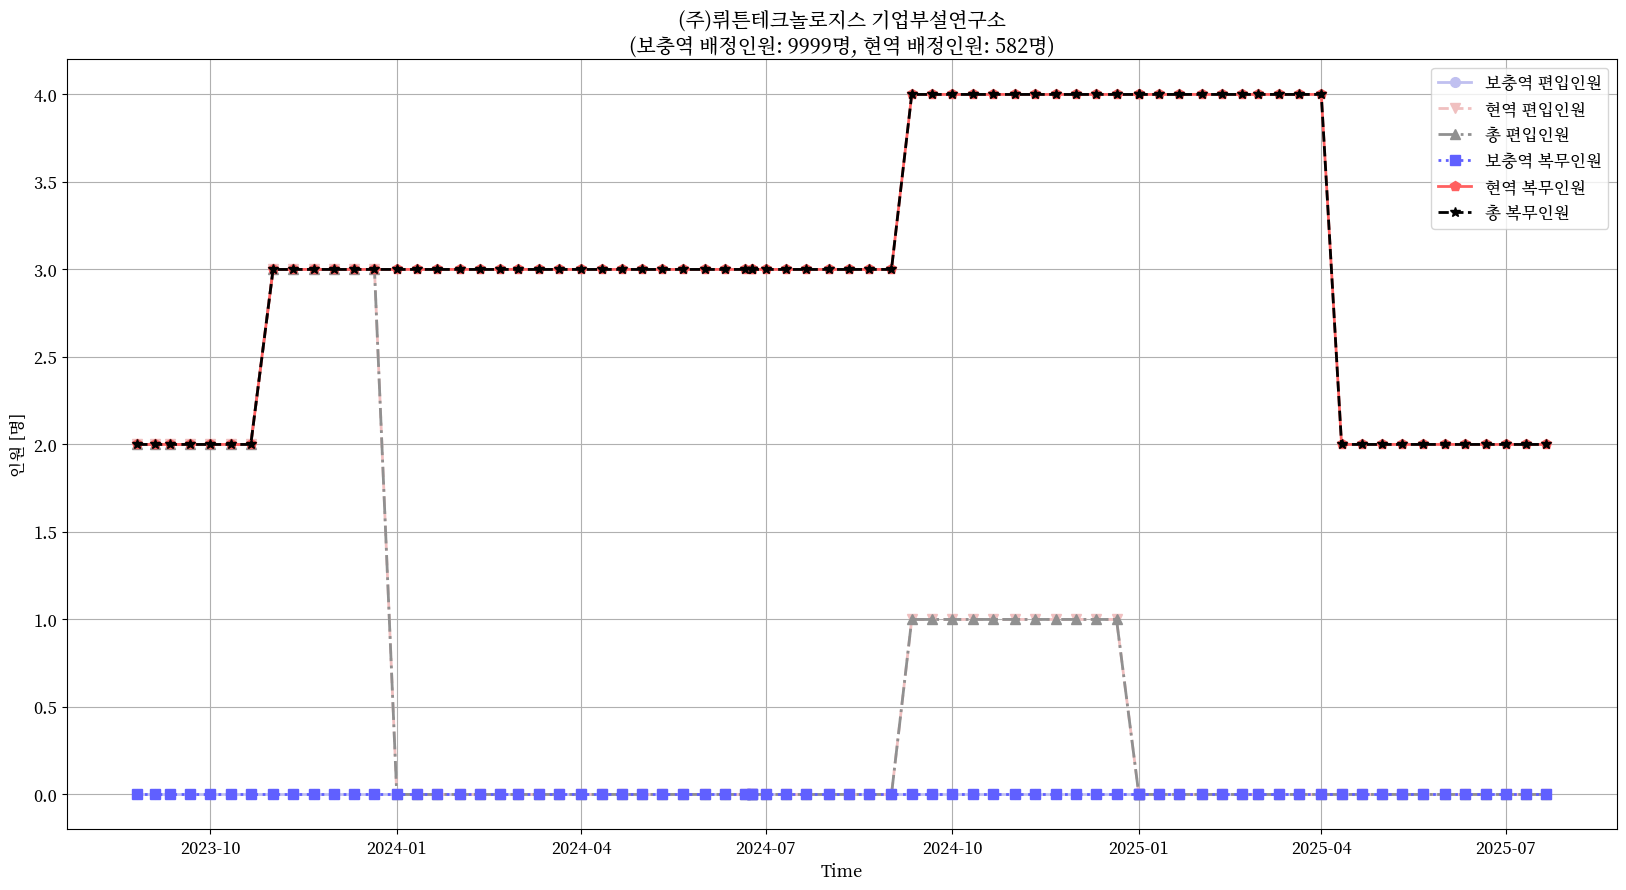 (주)뤼튼테크놀로지스 기업부설연구소
(보충역 배정인원: 9999명, 현역 배정인원: 582명)
보충역 편입인원
현역 편입인원
총 편입인원
보충역 복무인원
현역 복무인원
총 복무인원
인원 [명]
4.0
3.5
3.0
2.5
2.0
1.5
1.0
0.5
0.0
2023-10
2024-01
2024-04
2024-07
2024-10
2025-01
2025-04
2025-07
Time